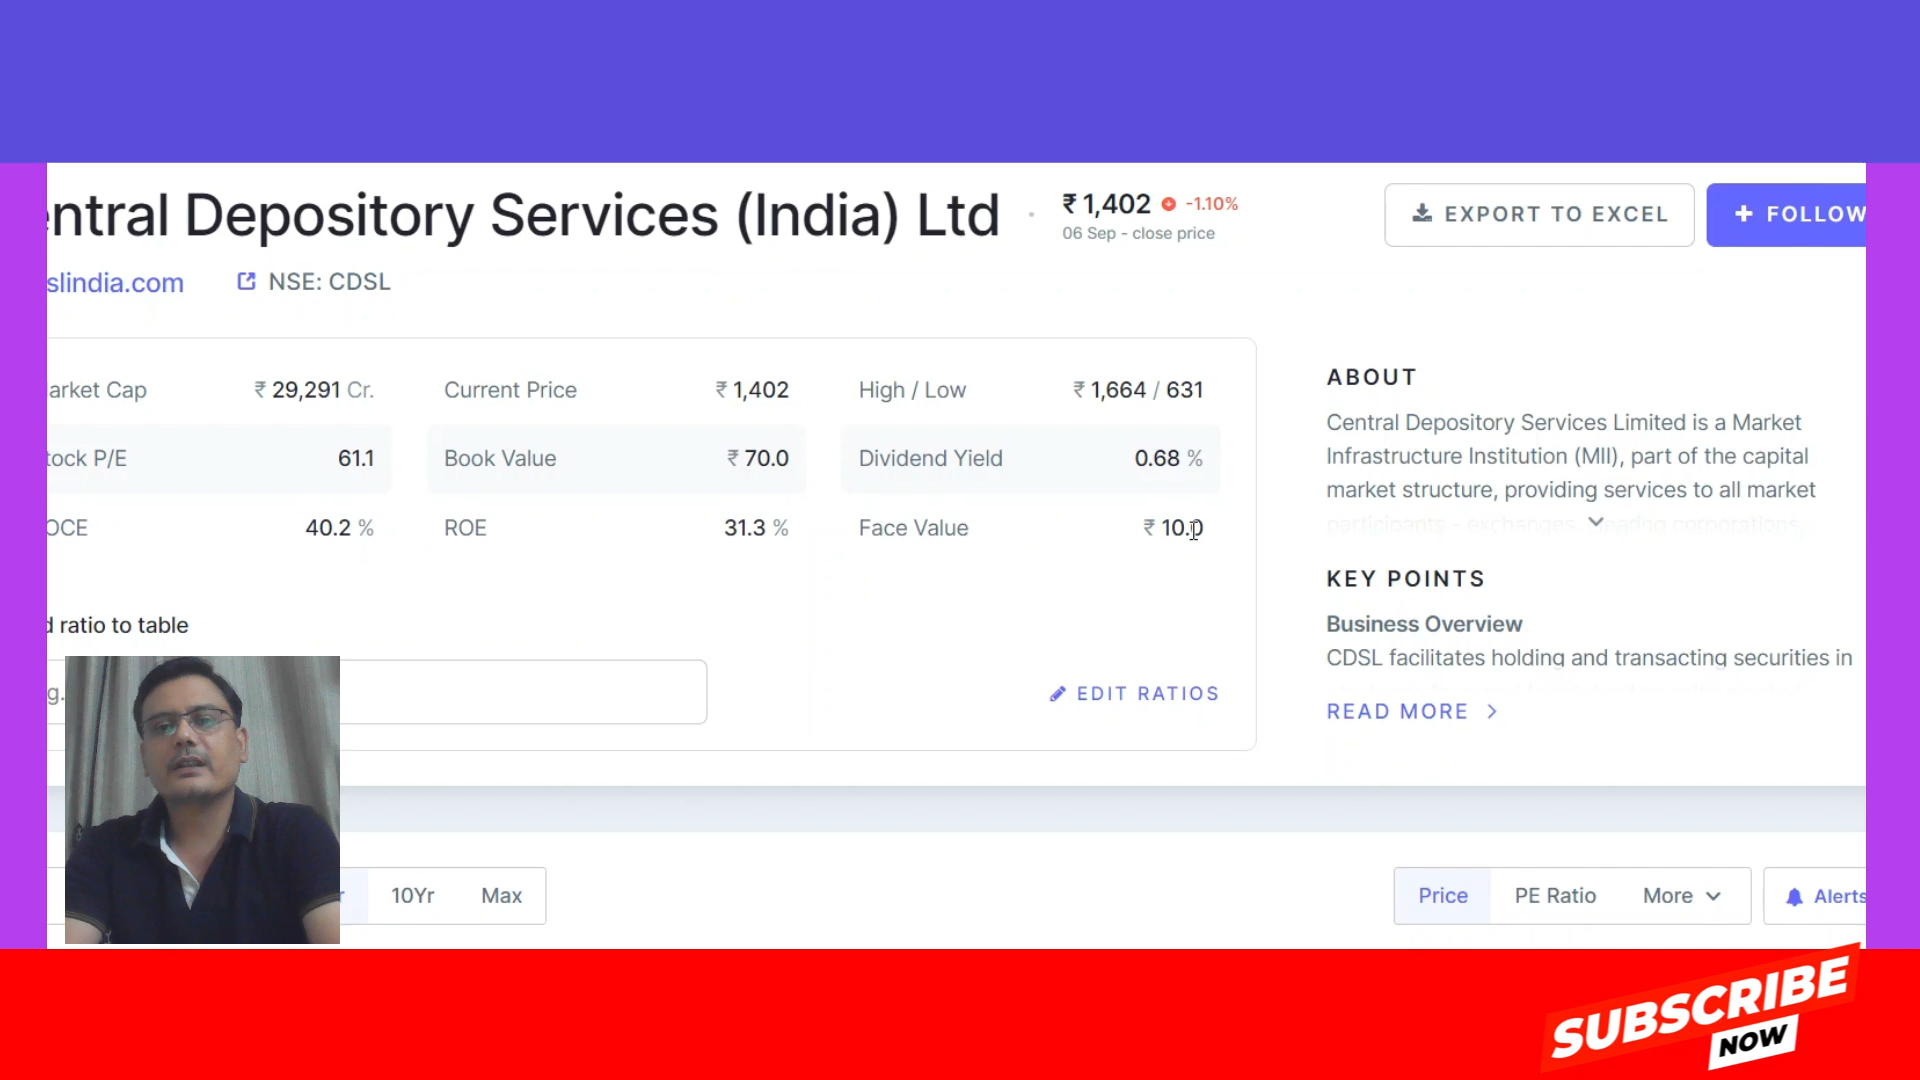 entral Depository Services (India) Ltd
₹ 1,402 -1.10%
06 Sep - close price
EXPORT TO EXCEL
FOLLOW
slindia.com
NSE: CDSL
arket Cap ₹ 29,291 Cr.
Current Price ₹ 1,402
High / Low ₹ 1,664 / 631
tock P/E 61.1
Book Value ₹ 70.0
Dividend Yield 0.68 %
OCE 40.2 %
ROE 31.3 %
Face Value ₹ 10.0
d ratio to table
g.
EDIT RATIOS
ABOUT
Central Depository Services Limited is a Market
Infrastructure Institution (MII), part of the capital
market structure, providing services to all market
participants - exchanges, clearing corporations,
KEY POINTS
Business Overview
CDSL facilitates holding and transacting securities in
READ MORE
r 10Yr Max
Price PE Ratio More
Alerts
SUBSCRIBE
NOW